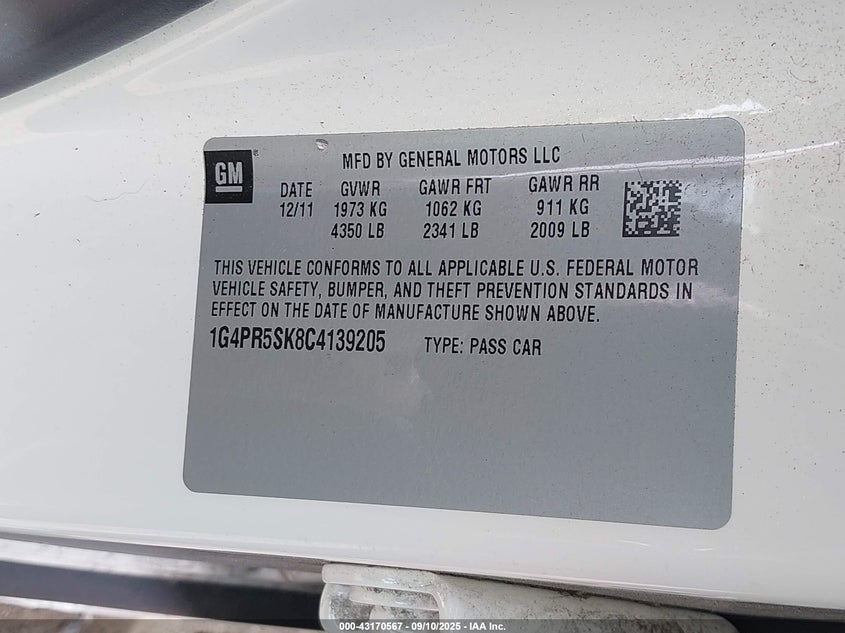 GM ®
MFD BY GENERAL MOTORS LLC
DATE GVWR GAWR FRT GAWR RR
12/11 1973 KG 1062 KG 911 KG
4350 LB 2341 LB 2009 LB
THIS VEHICLE CONFORMS TO ALL APPLICABLE U.S. FEDERAL MOTOR
VEHICLE SAFETY, BUMPER, AND THEFT PREVENTION STANDARDS IN
EFFECT ON THE DATE OF MANUFACTURE SHOWN ABOVE.
1G4PR5SK8C4139205 TYPE: PASS CAR
000-43170567 - 09/10/2025 - IAA Inc.